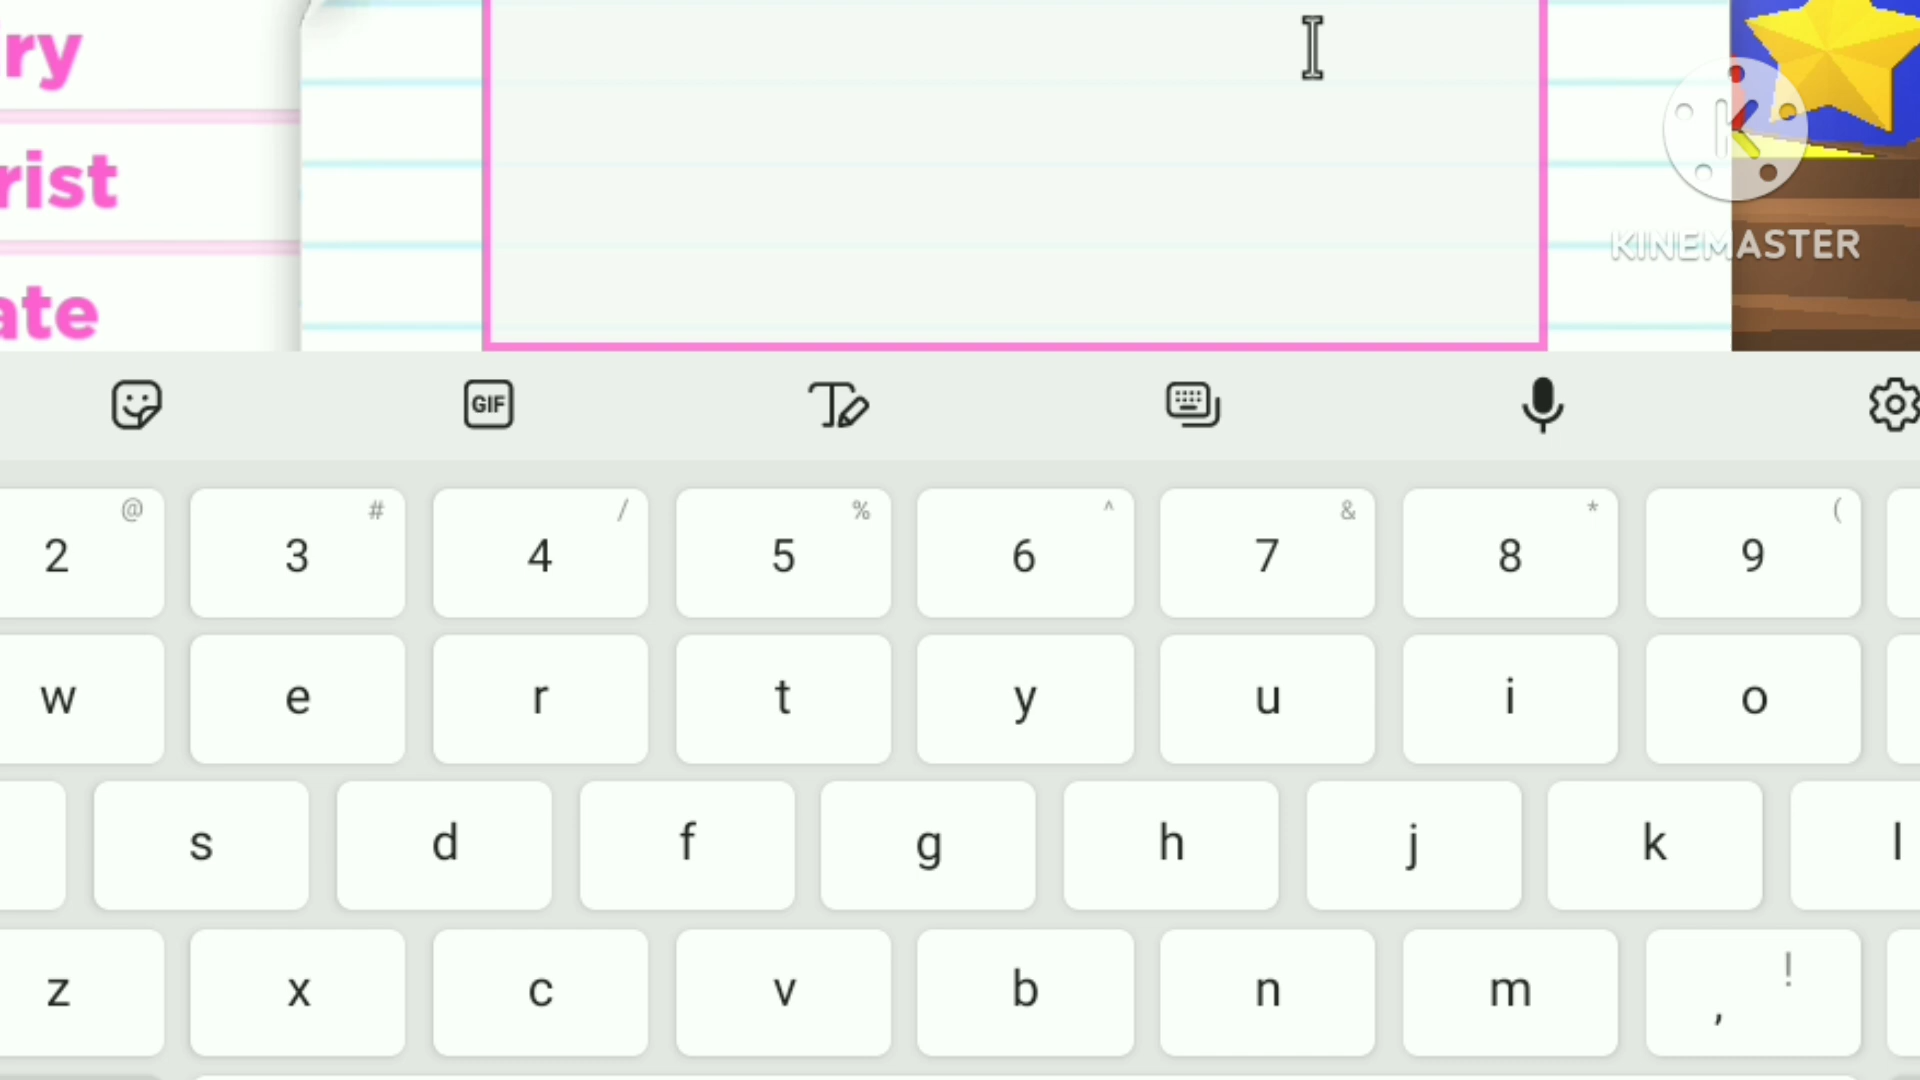 ry
rist
ate
KINEMASTER
GIF
@ # / % ^ & * (
2 3 4 5 6 7 8 9
w e r t y u i o
s d f g h j k l
z x c v b n m , !